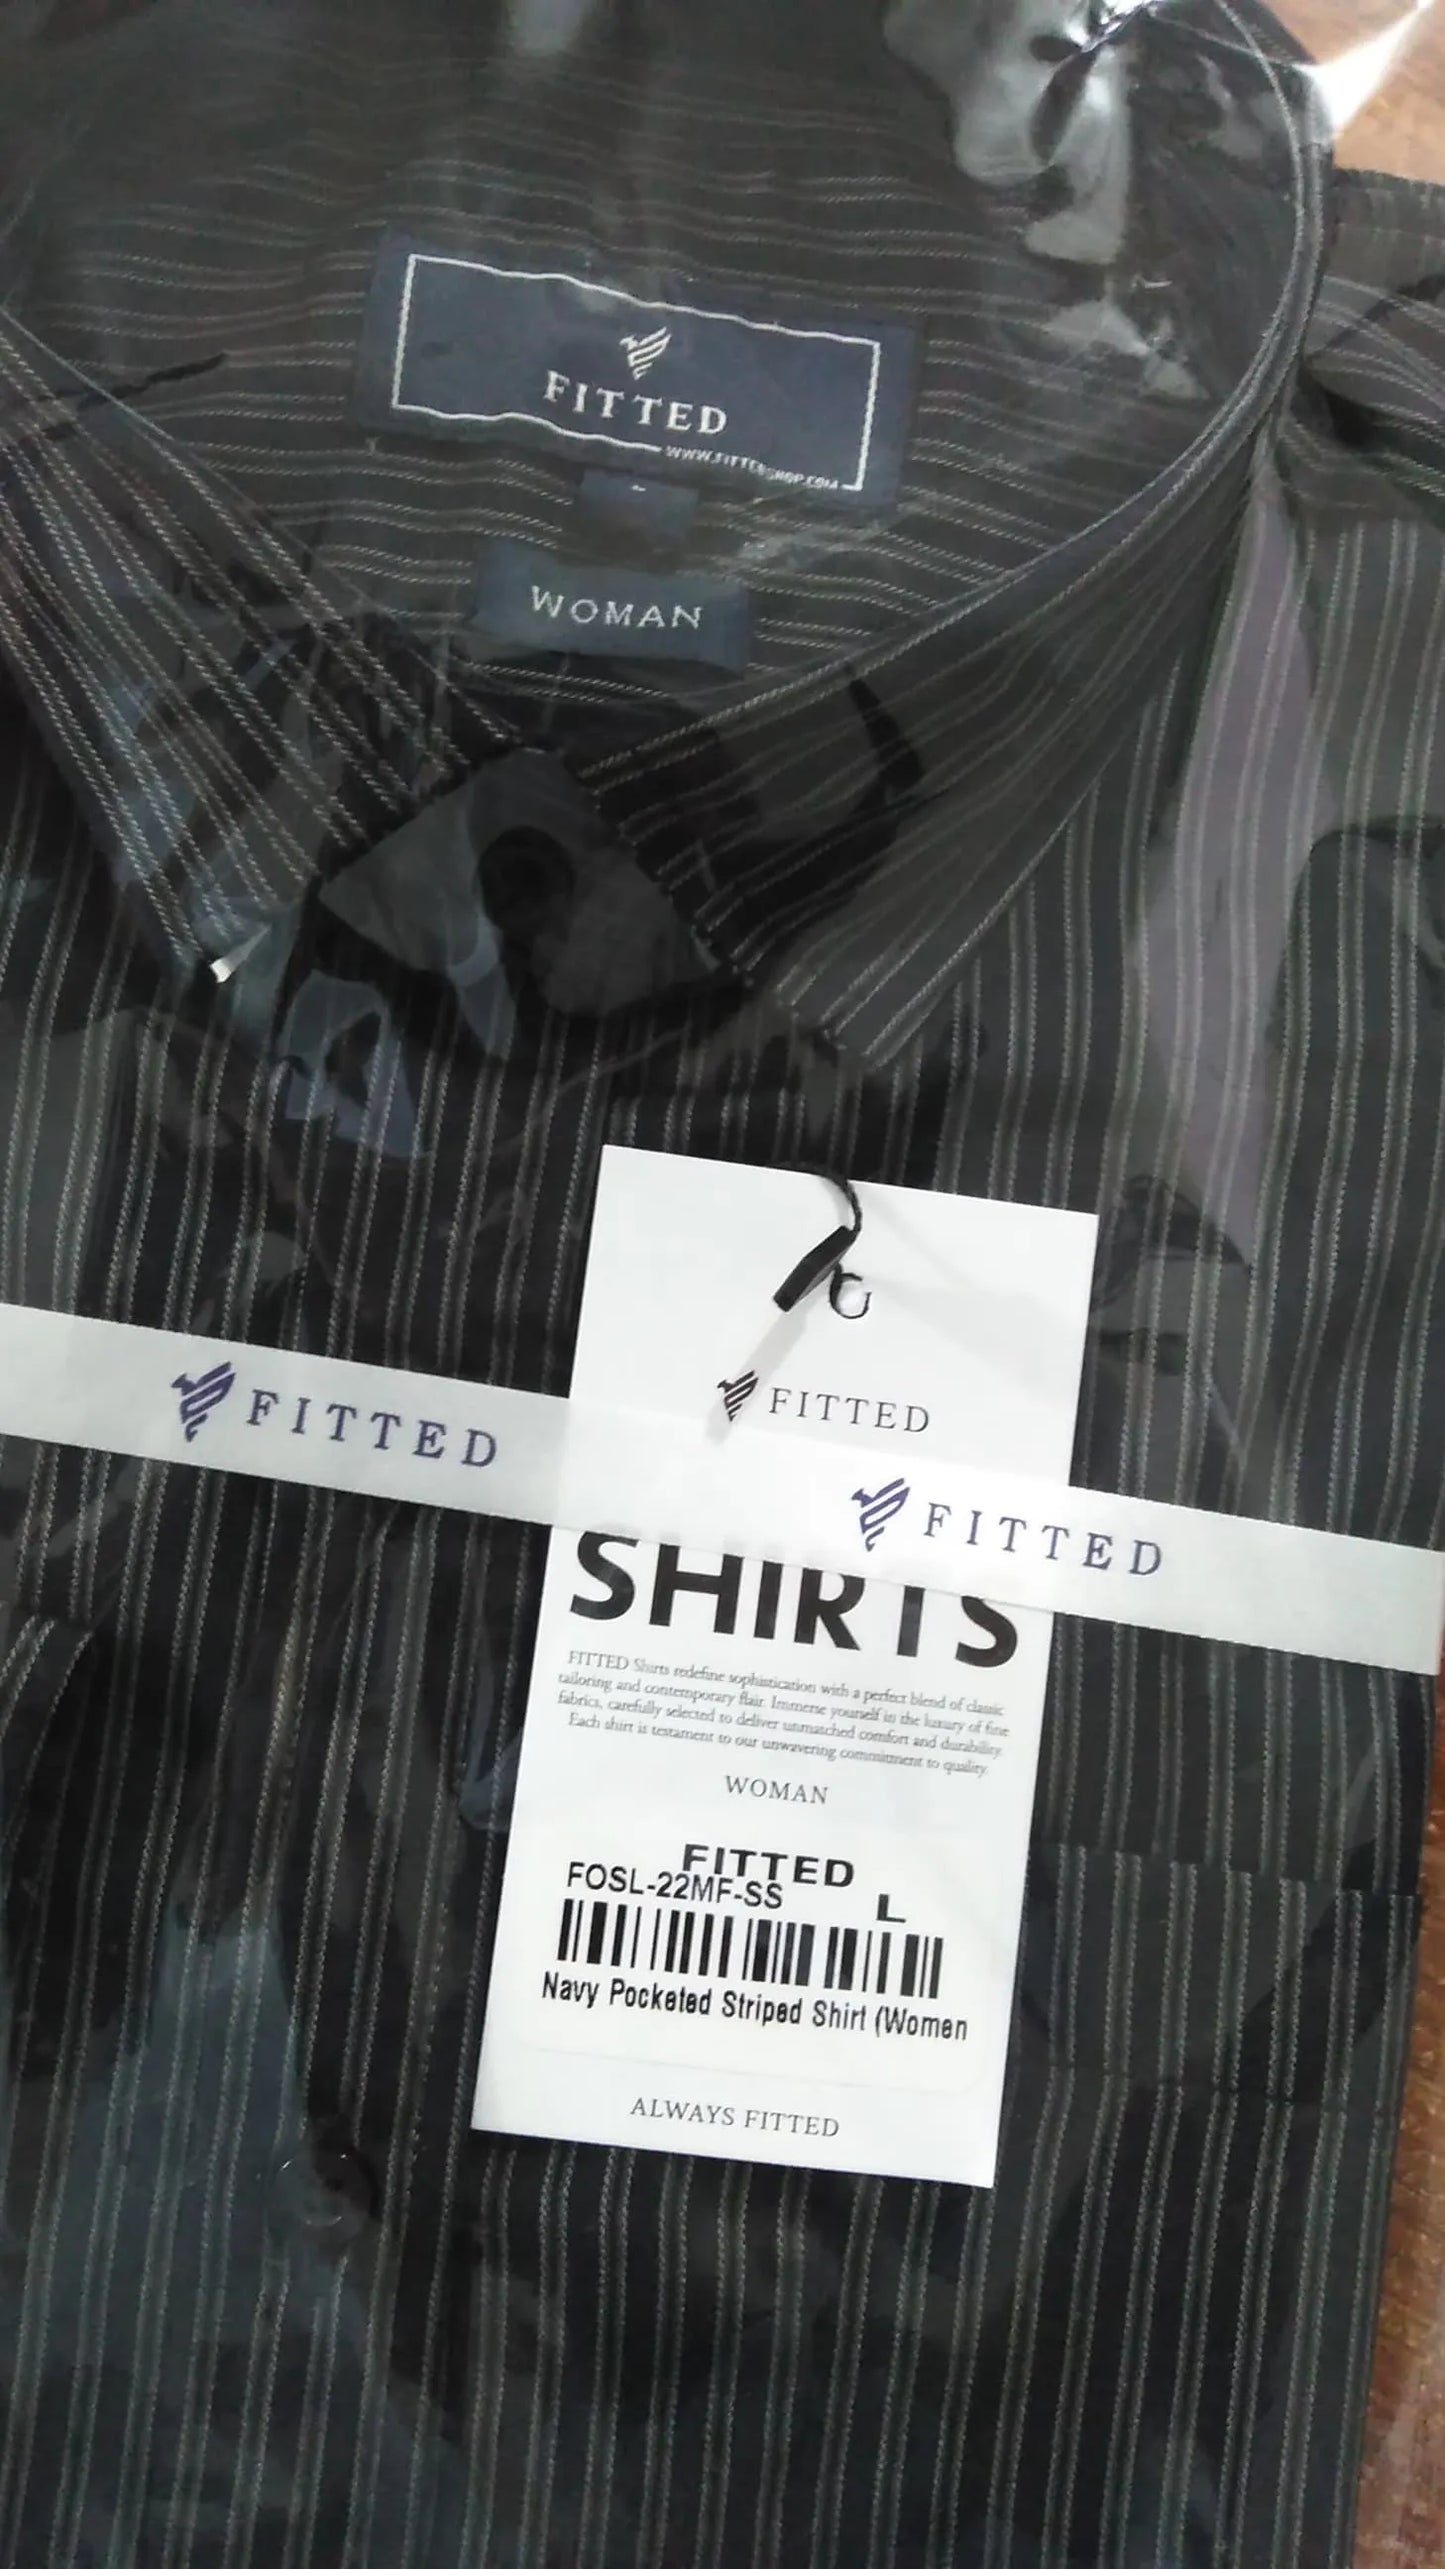 FITTED
WWW.FITTEDSHOP.COM
WOMAN
FITTED
FITTED
FITTED
SHIRTS
FITTED Shirts redefine sophistication with a perfect blend of classic
tailoring and contemporary flair. Immerse yourself in the luxury of fine
fabrics, carefully selected to deliver unmatched comfort and durability.
Each shirt is testament to our unwavering commitment to quality.
WOMAN
FITTED
FOSL-22MF-SS L
Navy Pocketed Striped Shirt (Women
ALWAYS FITTED